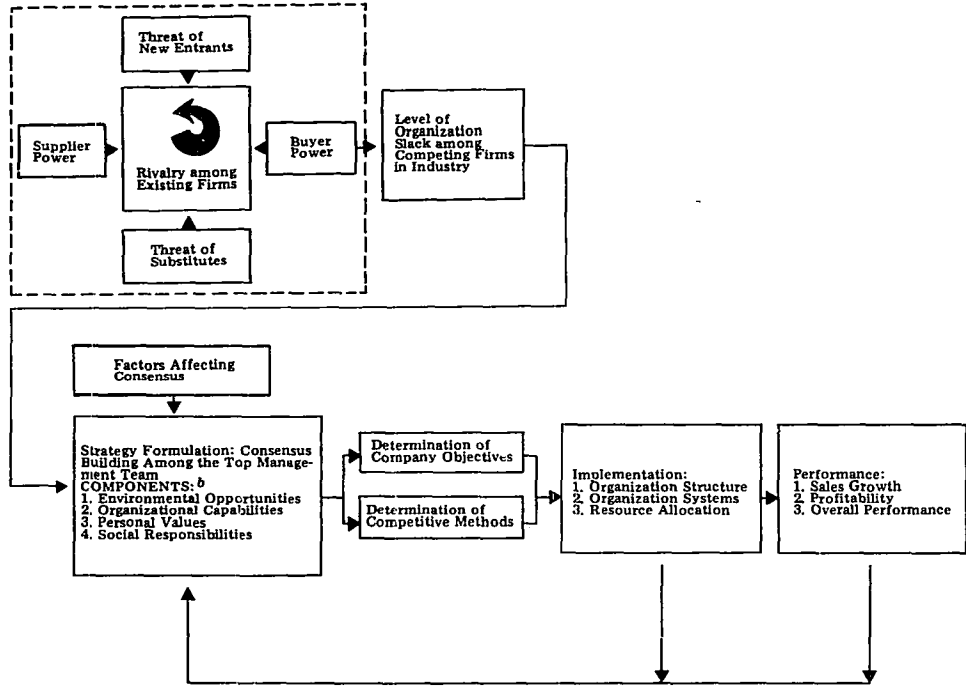 Threat of
New Entrants
Supplier
Power
Rivalry among
Existing Firms
Buyer
Power
Threat of
Substitutes
Level of
Organization
Slack among
Competing Firms
in Industry
Factors Affecting
Consensus
Strategy Formulation: Consensus
Building Among the Top Manage-
ment Team
COMPONENTS: b
1. Environmental Opportunities
2. Organizational Capabilities
3. Personal Values
4. Social Responsibilities
Determination of
Company Objectives
Determination of
Competitive Methods
Implementation:
1. Organization Structure
2. Organization Systems
3. Resource Allocation
Performance:
1. Sales Growth
2. Profitability
3. Overall Performance